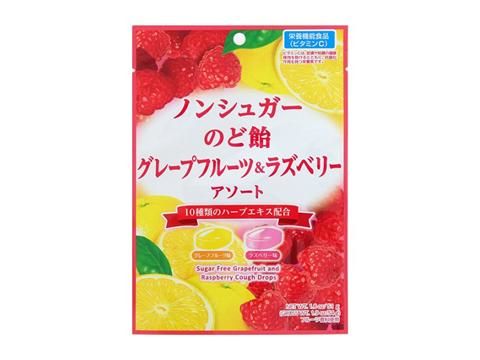 栄養機能食品
(ビタミンC)
ノンシュガー
のど飴
グレープフルーツ&ラズベリー
アソート
10種類のハーブエキス配合
グレープフルーツ味
ラズベリー味
Sugar Free Grapefruit and
Raspberry Cough Drops